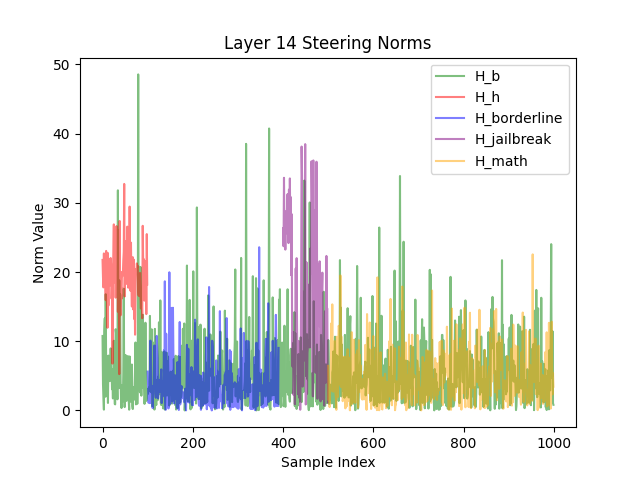 Layer 14 Steering Norms
H_b
H_h
H_borderline
H_jailbreak
H_math
50
40
30
20
10
0
Norm Value
0
200
400
600
800
1000
Sample Index